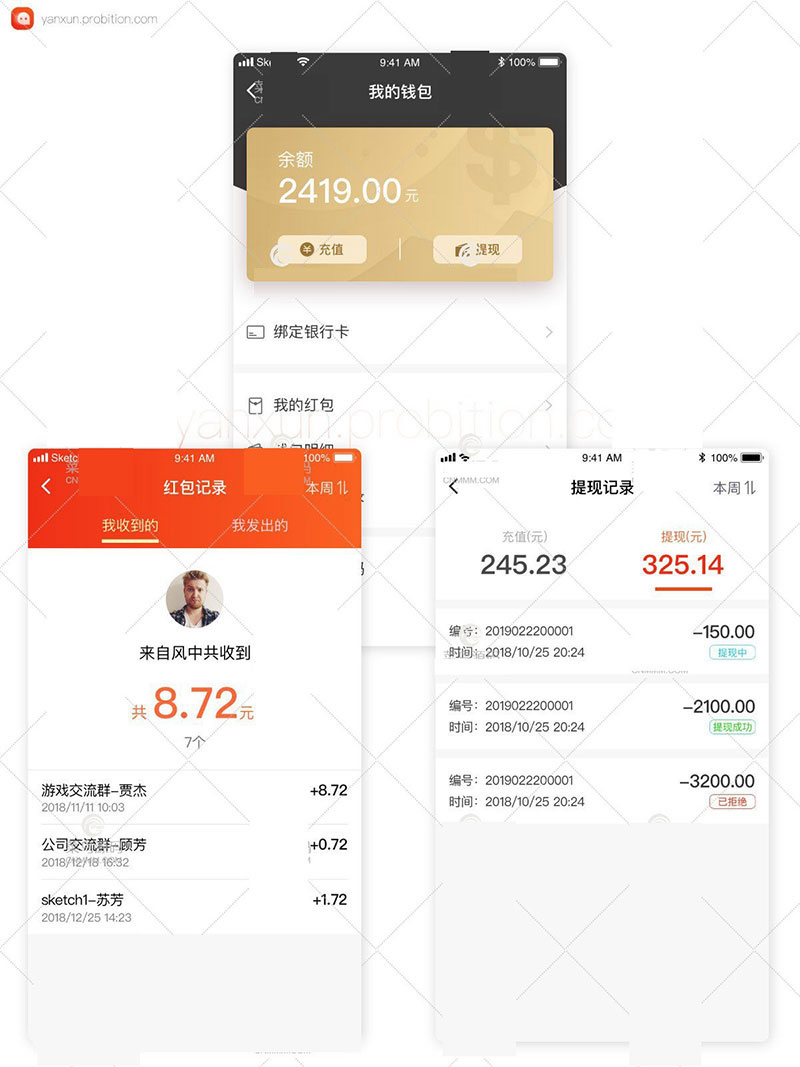 yanxun.probition.com
9:41 AM
100%
我的钱包
余额
2419.00 元
充值
提现
绑定银行卡
我的红包
yanxun.probition.co
Sketc
9:41 AM
100%
红包记录
本周
我收到的
我发出的
来自风中共收到
共 8.72元
7个
游戏交流群-贾杰
+8.72
2018/11/11 10:03
公司交流群-顾芳
+0.72
2018/12/18 16:32
sketch1-苏芳
+1.72
2018/12/25 14:23
9:41 AM
100%
CNMMM.COM
提现记录
本周
充值(元)
提现(元)
245.23
325.14
编号：2019022200001
-150.00
时间：2018/10/25 20:24
提现中
编号：2019022200001
-2100.00
时间：2018/10/25 20:24
提现成功
编号：2019022200001
-3200.00
时间：2018/10/25 20:24
已拒绝